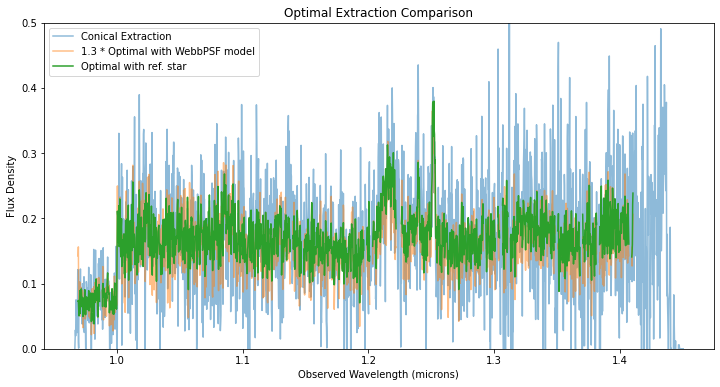 Optimal Extraction Comparison
Conical Extraction
1.3 * Optimal with WebbPSF model
Optimal with ref. star
Flux Density
0.5
0.4
0.3
0.2
0.1
0.0
1.0 1.1 1.2 1.3 1.4
Observed Wavelength (microns)